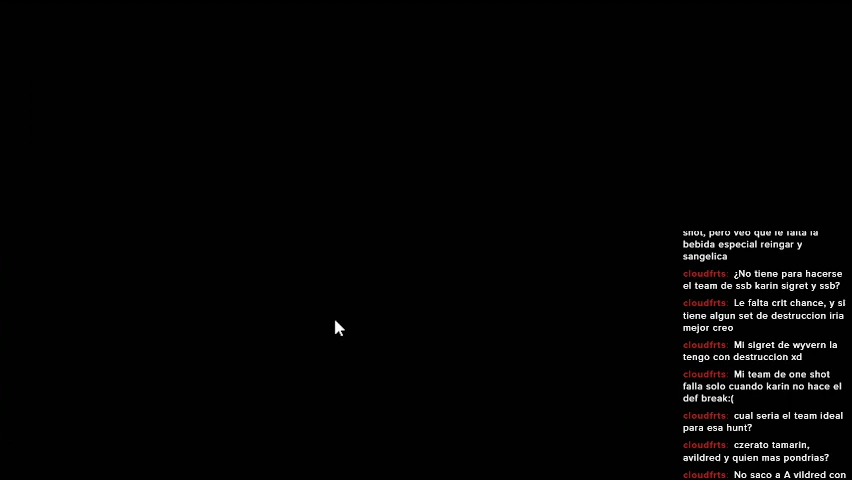 shot, pero veo que le falta la
bebida especial reingar y
sangelica
cloudfrts: ¿No tiene para hacerse
el team de ssb karin sigret y ssb?
cloudfrts: Le falta crit chance, y si
tiene algun set de destruccion iria
mejor creo
cloudfrts: Mi sigret de wyvern la
tengo con destruccion xd
cloudfrts: Mi team de one shot
falla solo cuando karin no hace el
def break:(
cloudfrts: cual seria el team ideal
para esa hunt?
cloudfrts: czerato tamarin,
avildred y quien mas pondrias?
cloudfrts: No saco a A vildred con